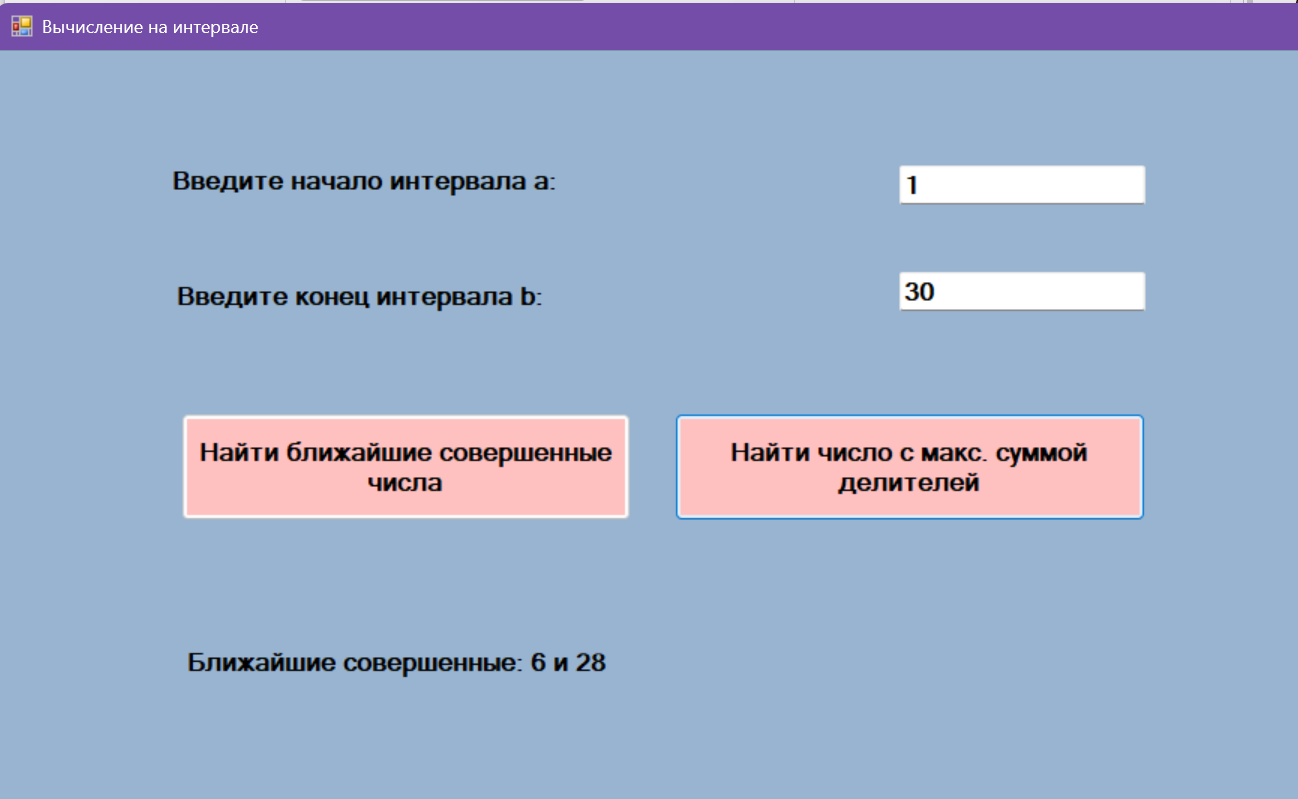 Вычисление на интервале
Введите начало интервала a:
1
Введите конец интервала b:
30
Найти ближайшие совершенные
числа
Найти число с макс. суммой
делителей
Ближайшие совершенные: 6 и 28